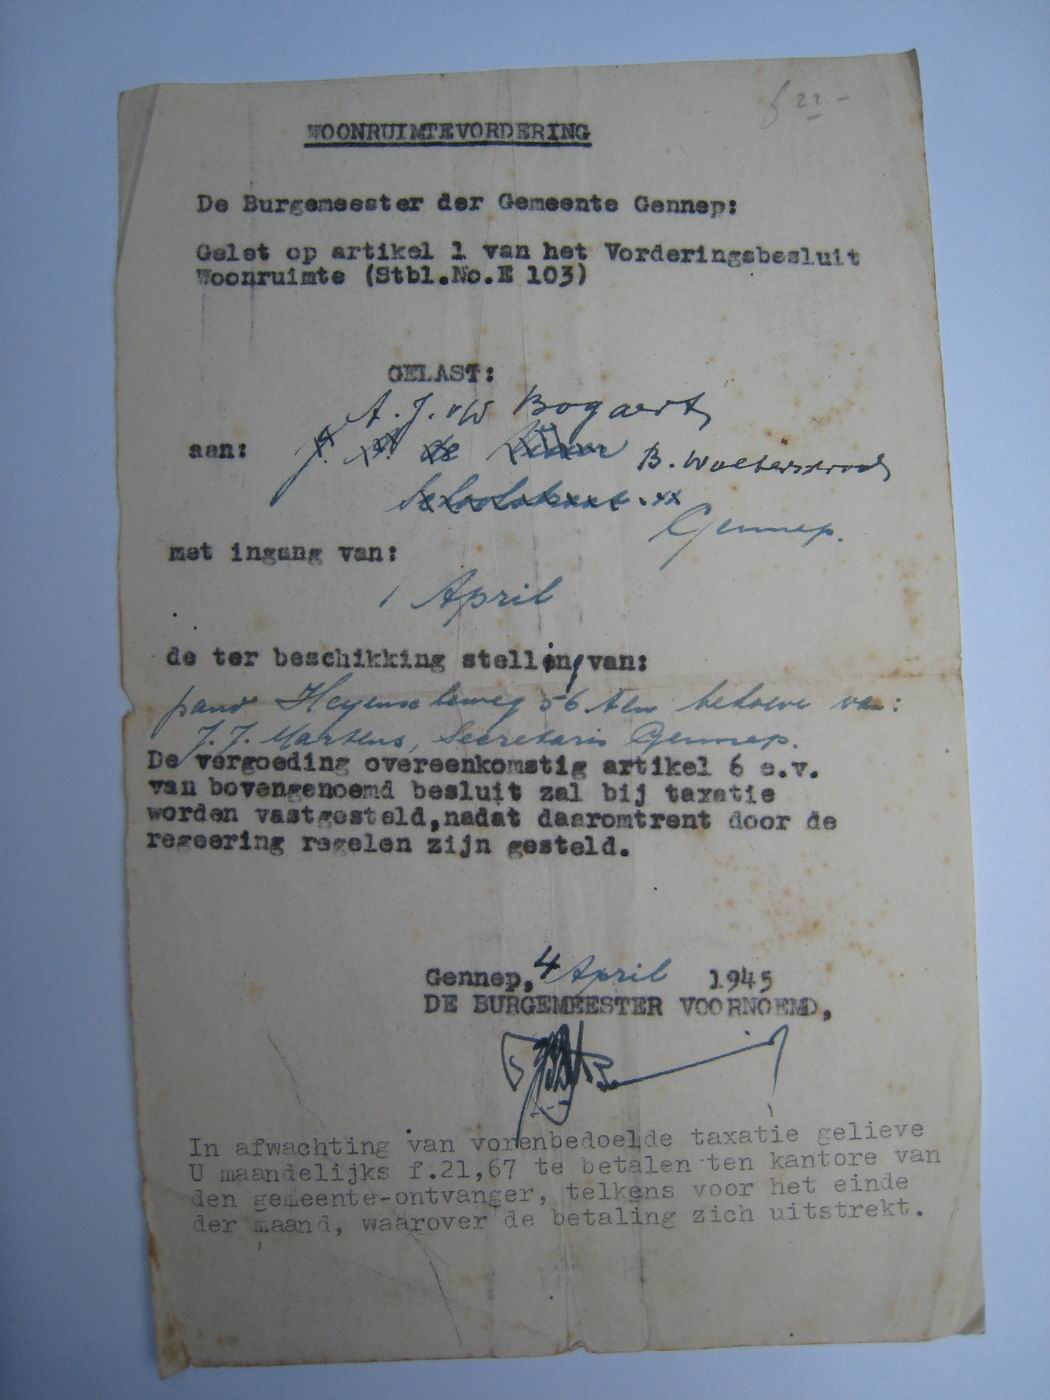 f 22.-
WOONRUIMTEVORDERING
De Burgemeester der Gemeente Gennep:
Gelet op artikel 1 van het Vorderingsbesluit
Woonruimte (Stbl.No.E 103)
GELAST:
A. J. v/d Bogaert
aan:
B.
Gennep.
met ingang van:
1 April
de ter beschikking stellin van:
pand 56 ten behoeve van:
J. J. Martens, Secretaris Gennep.
De vergoeding overeenkomstig artikel 6 e.v.
van bovengenoemd besluit zal bij taxatie
worden vastgesteld,nadat daaromtrent door de
regeering regelen zijn gesteld.
Gennep, 4 April 1945
DE BURGEMEESTER VOORNOEMD,
In afwachting van vorenbedoelde taxatie gelieve
U maandelijks f.21,67 te betalen ten kantore van
den gemeente-ontvanger, telkens voor het einde
der maand, waarover de betaling zich uitstrekt.